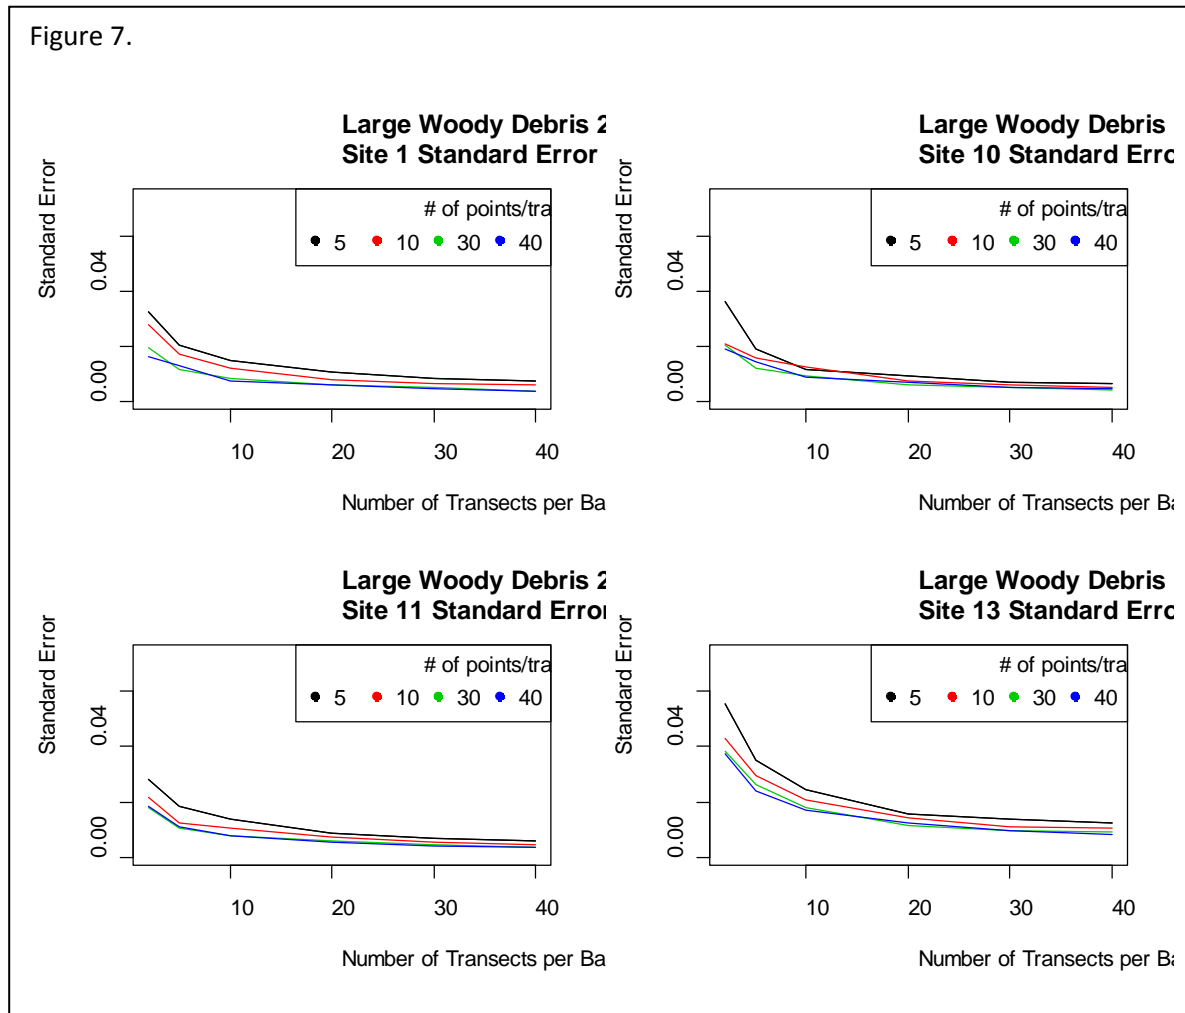 Figure 7.
Large Woody Debris 2
Site 1 Standard Error
Standard Error
0.04
0.00
# of points/tra
5 10 30 40
10 20 30 40
Number of Transects per Ba
Large Woody Debris
Site 10 Standard Erro
Standard Error
0.04
0.00
# of points/tra
5 10 30 40
10 20 30 40
Number of Transects per Ba
Large Woody Debris 2
Site 11 Standard Error
Standard Error
0.04
0.00
# of points/tra
5 10 30 40
10 20 30 40
Number of Transects per Ba
Large Woody Debris
Site 13 Standard Erro
Standard Error
0.04
0.00
# of points/tra
5 10 30 40
10 20 30 40
Number of Transects per Ba